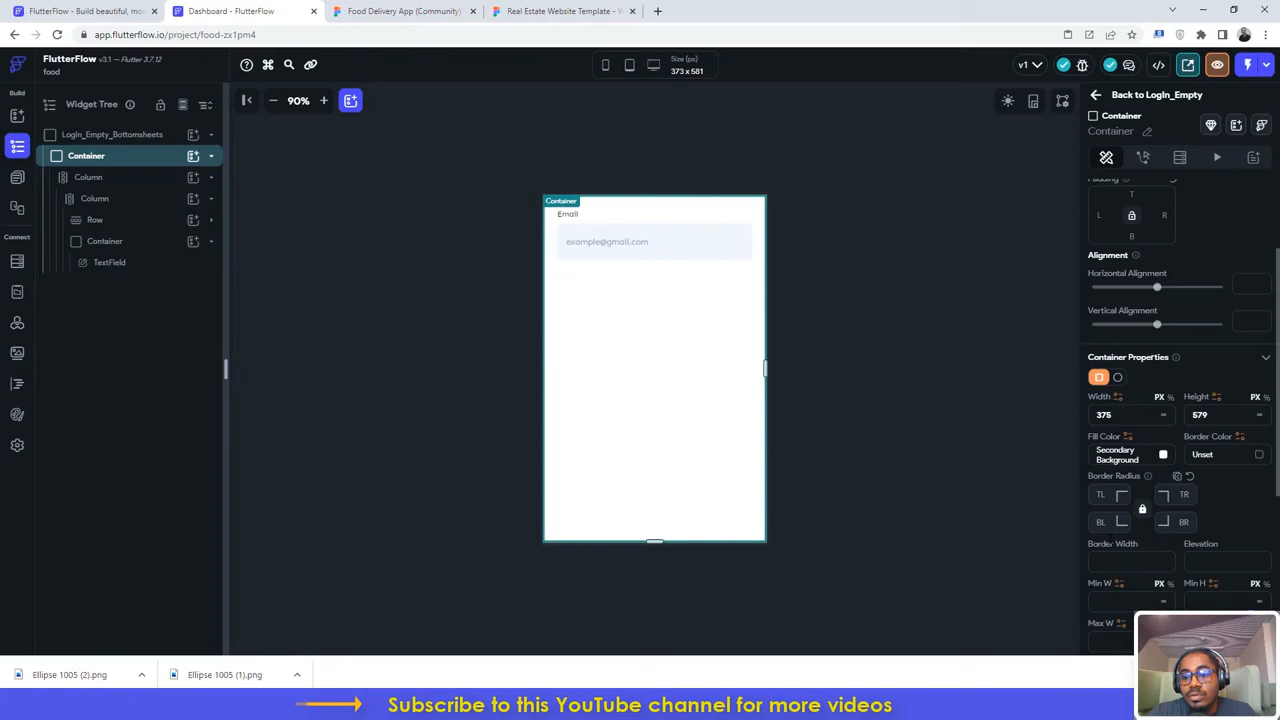 FlutterFlow - Build beautiful, mo
Dashboard - FlutterFlow
Food Delivery App (Community)
Real Estate Website Template - W
app.flutterflow.io/project/food-zx1pm4
FlutterFlow v3.1 — Flutter 3.7.12
food
Size (px)
373 x 581
v1
Build
Widget Tree
90%
Back to LogIn_Empty
LogIn_Empty_Bottomsheets
Container
Container
Container
Column
Column
Row
Container
TextField
Connect
Container
Email
example@gmail.com
Padding
T
L
R
B
Alignment
Horizontal Alignment
Vertical Alignment
Container Properties
Width PX %
Height PX %
375
579
Fill Color
Border Color
Secondary Background
Unset
Border Radius
TL
TR
BL
BR
Border Width
Elevation
Min W PX %
Min H PX %
Max W
Ellipse 1005 (2).png
Ellipse 1005 (1).png
Subscribe to this YouTube channel for more videos